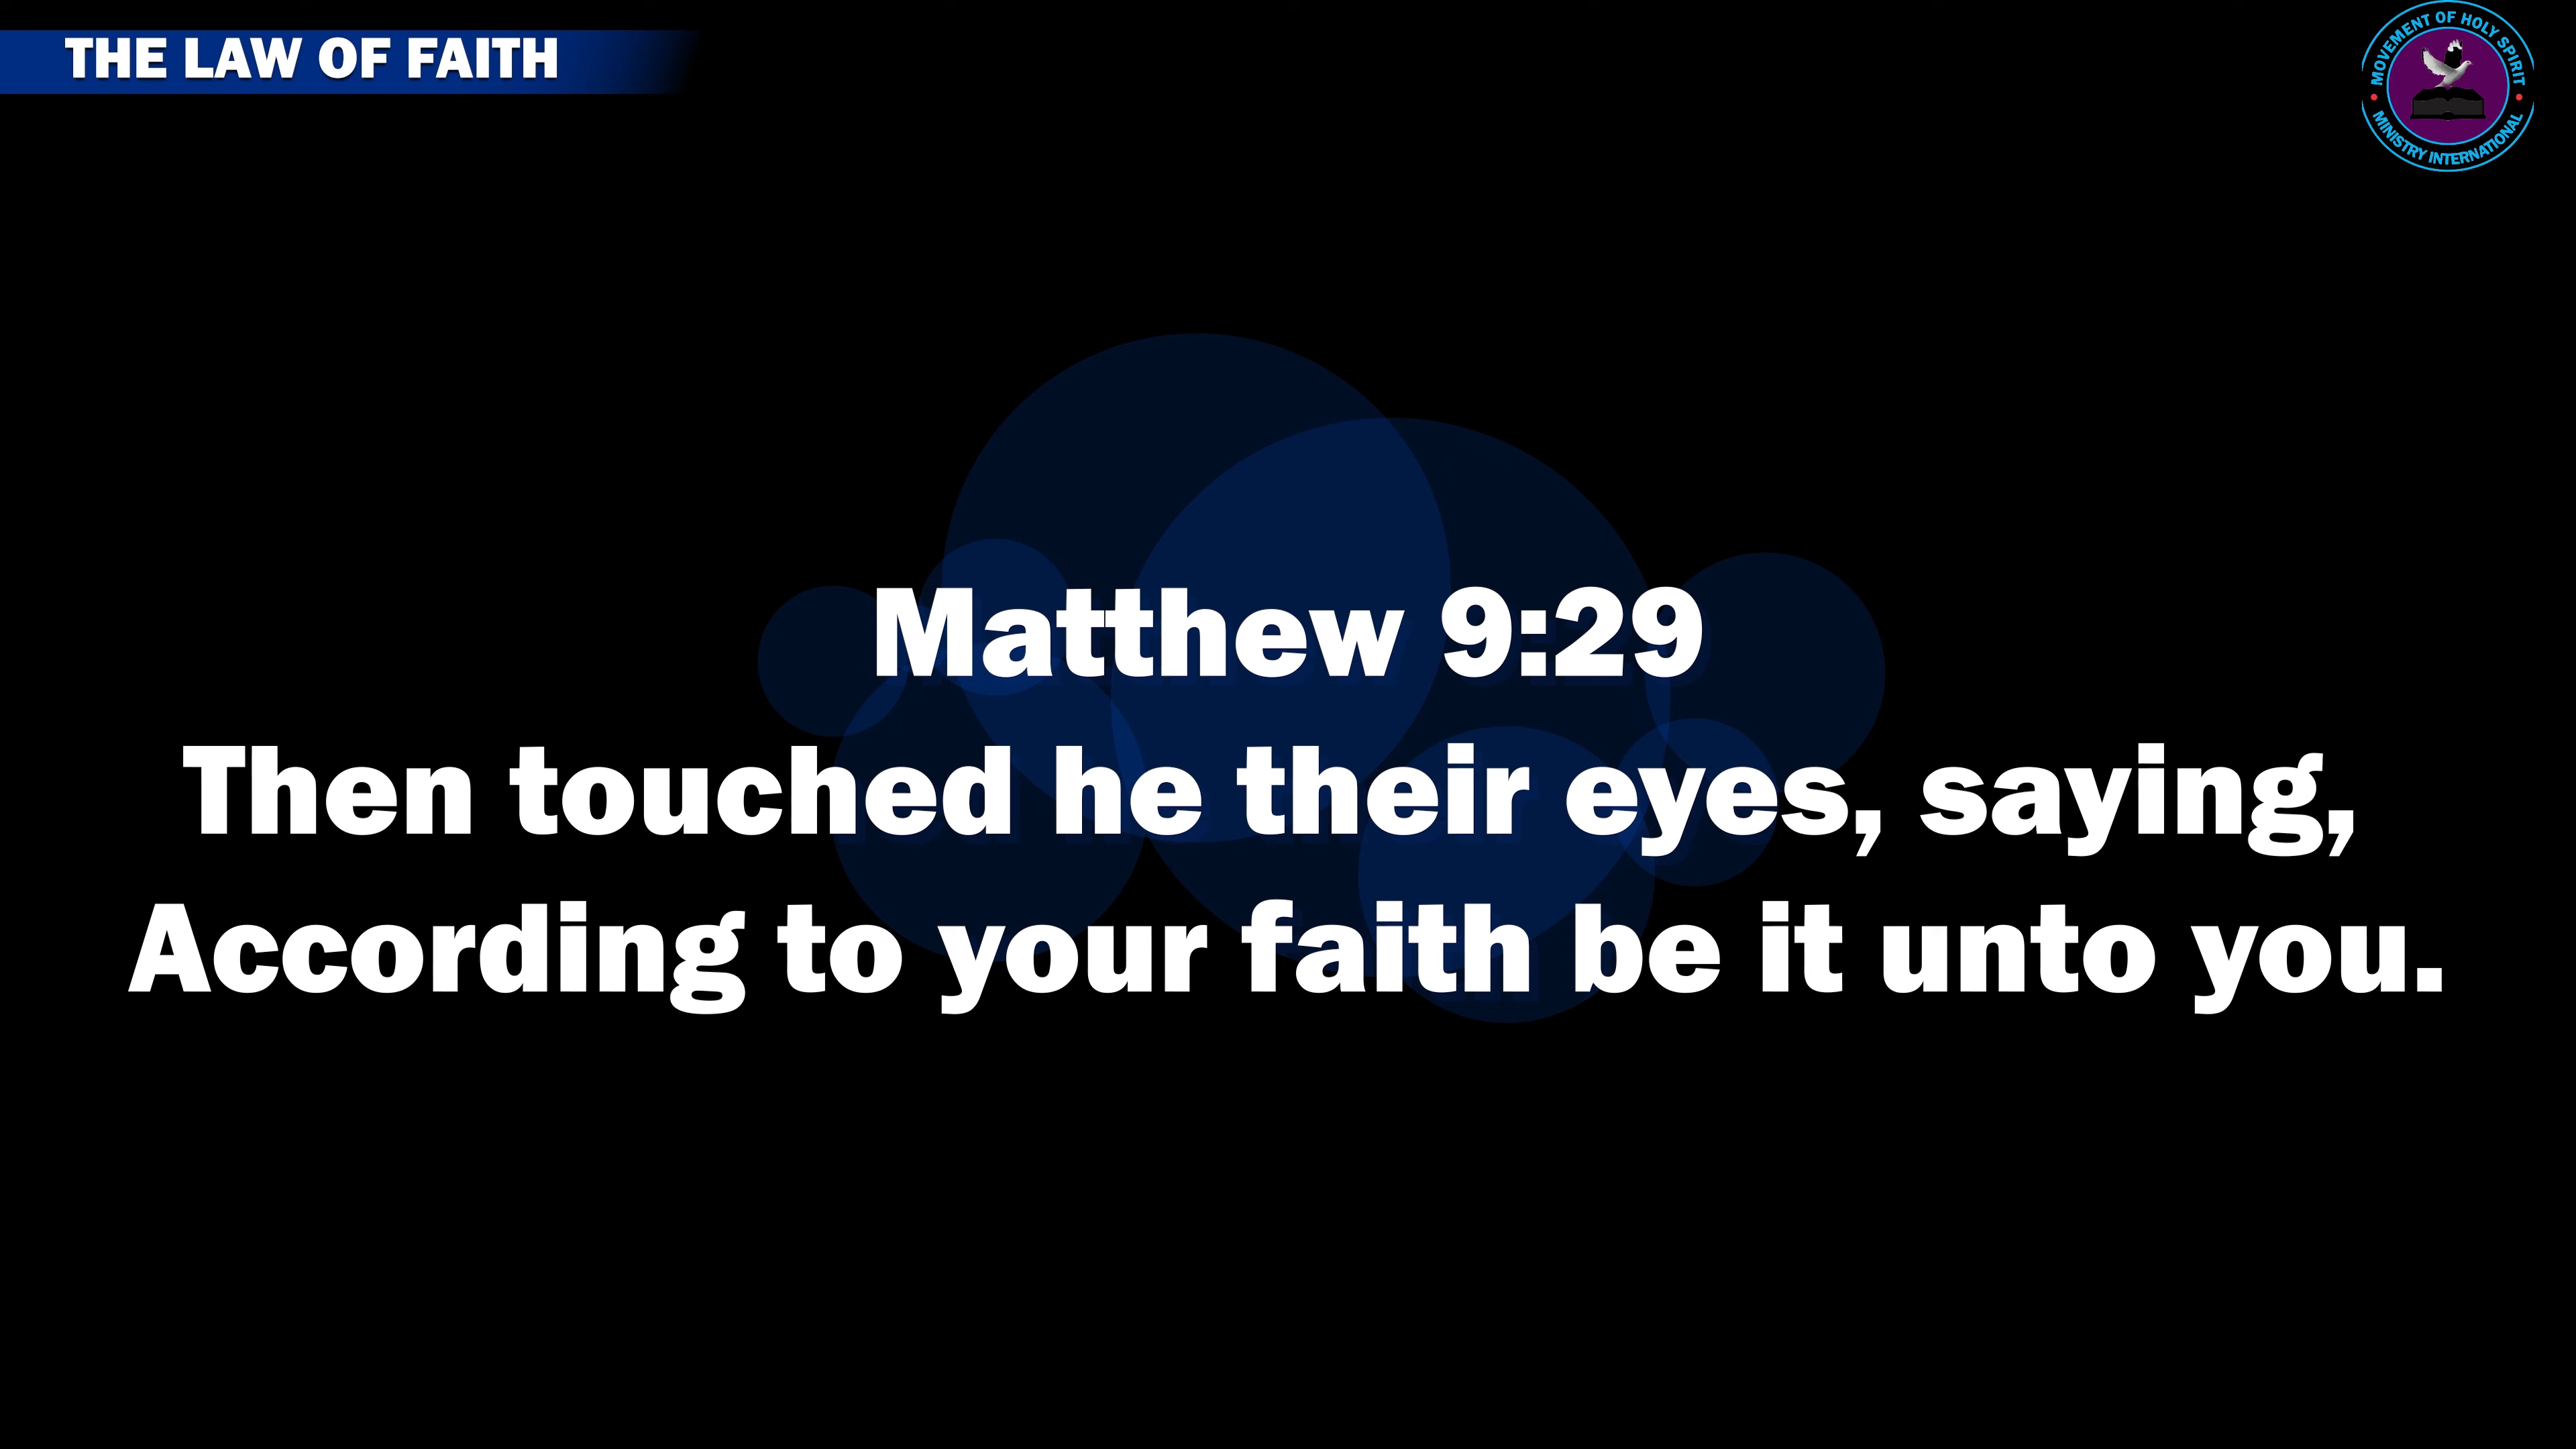 THE LAW OF FAITH
MOVEMENT OF HOLY SPIRIT
MINISTRY INTERNATIONAL
Matthew 9:29
Then touched he their eyes, saying,
According to your faith be it unto you.